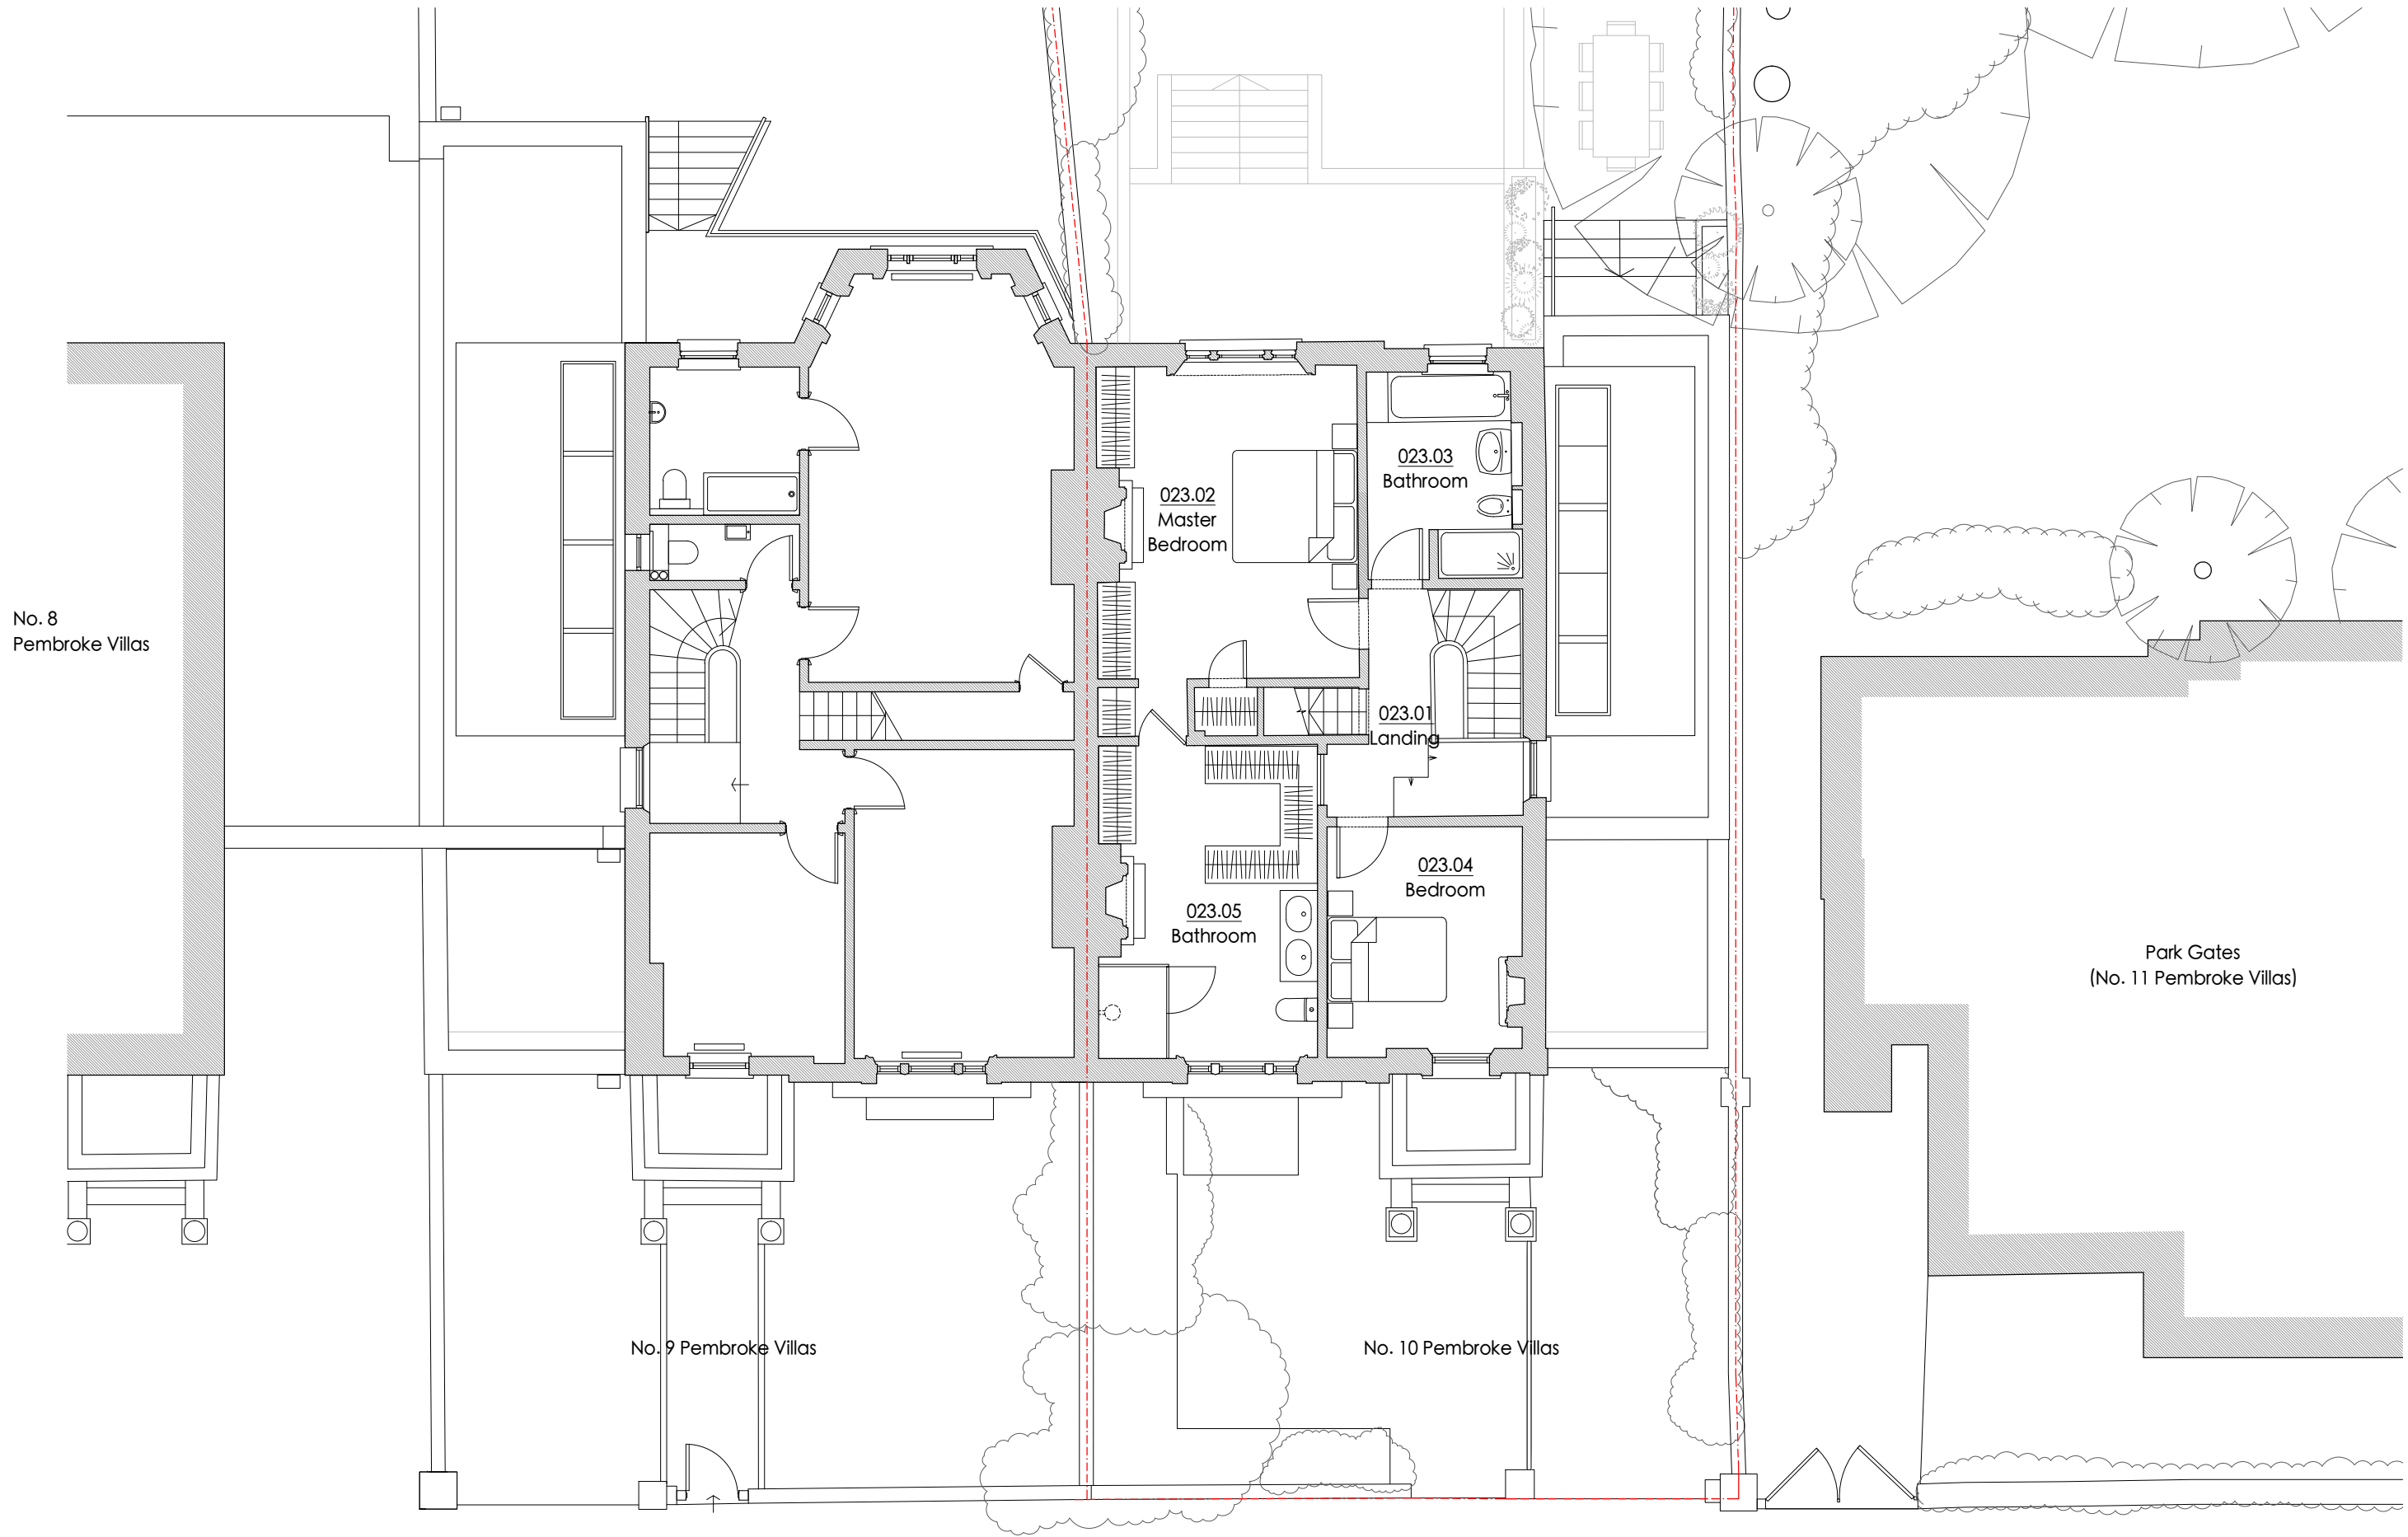 023.03
Bathroom
023.02
Master
Bedroom
No. 8
Pembroke Villas
023.01
Landing
023.04
Bedroom
023.05
Bathroom
Park Gates
(No. 11 Pembroke Villas)
No. 9 Pembroke Villas
No. 10 Pembroke Villas